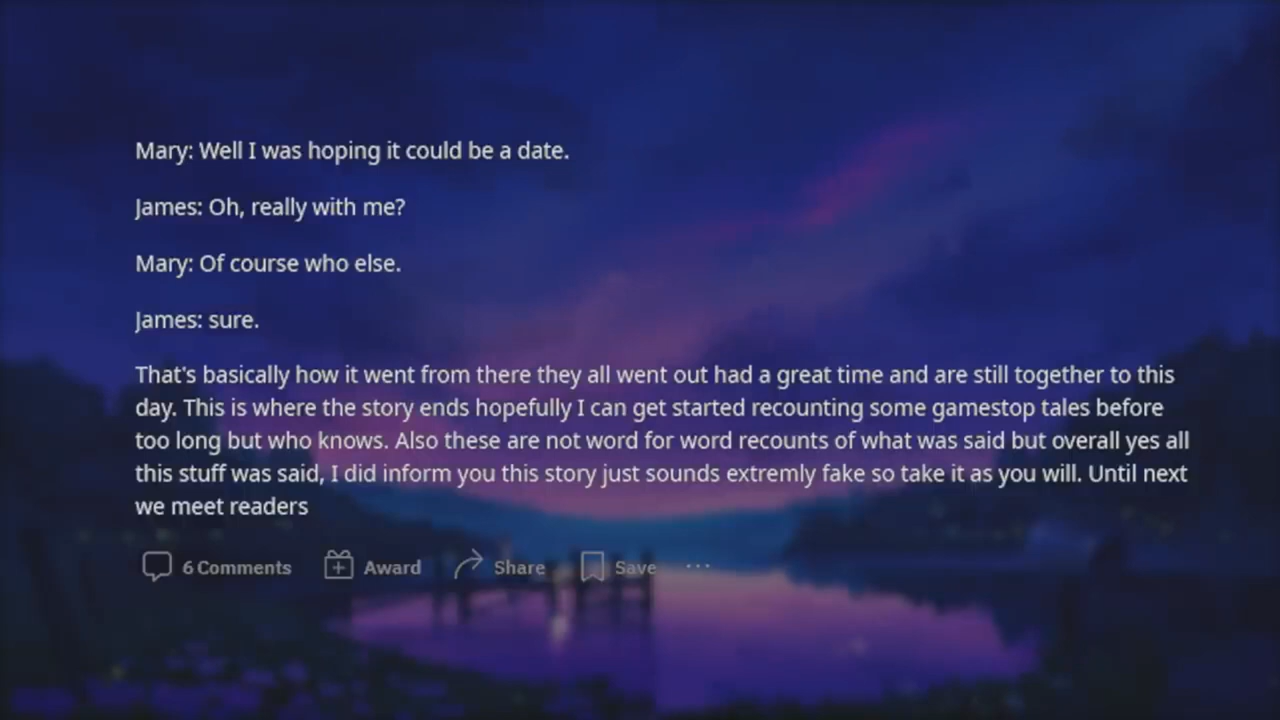 Mary: Well I was hoping it could be a date.
James: Oh, really with me?
Mary: Of course who else.
James: sure.
That's basically how it went from there they all went out had a great time and are still together to this
day. This is where the story ends hopefully I can get started recounting some gamestop tales before
too long but who knows. Also these are not word for word recounts of what was said but overall yes all
this stuff was said, I did inform you this story just sounds extremly fake so take it as you will. Until next
we meet readers
6 Comments Award Share Save ...